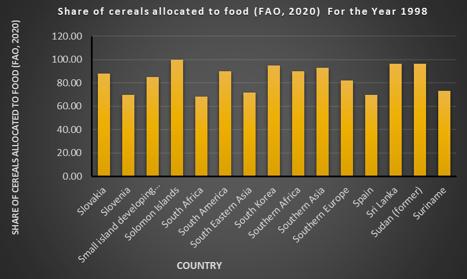 Share of cereals allocated to food (FAO, 2020) For the Year 1998
SHARE OF CEREALS ALLOCATED TO FOOD (FAO, 2020)
120.00
100.00
80.00
60.00
40.00
20.00
0.00
Slovakia
Slovenia
Small island developing...
Solomon Islands
South Africa
South America
South Eastern Asia
South Korea
Southern Africa
Southern Asia
Southern Europe
Spain
Sri Lanka
Sudan (former)
Suriname
COUNTRY